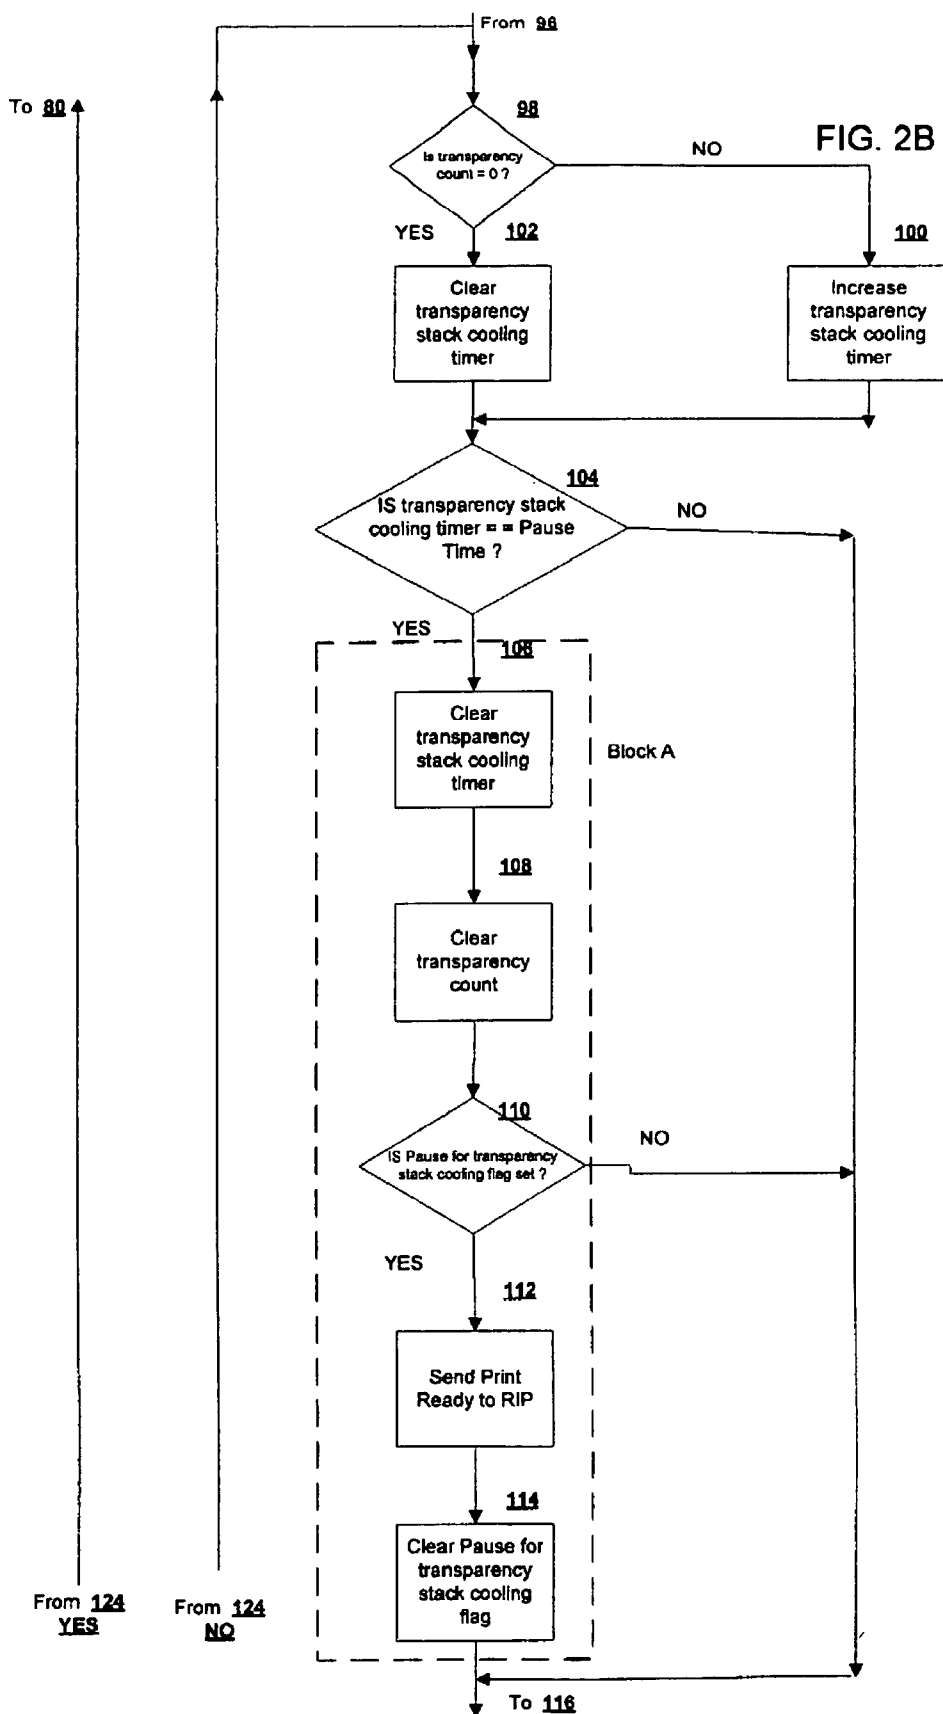 From 96
To 80
98
FIG. 2B
Is transparency
count = 0 ?
NO
YES
102
100
Clear
transparency
stack cooling
timer
Increase
transparency
stack cooling
timer
104
IS transparency stack
cooling timer = = Pause
Time ?
NO
YES
106
Clear
transparency
stack cooling
timer
Block A
108
Clear
transparency
count
110
IS Pause for transparency
stack cooling flag set ?
NO
YES
112
Send Print
Ready to RIP
114
Clear Pause for
transparency
stack cooling
flag
From 124
YES
From 124
NO
To 116